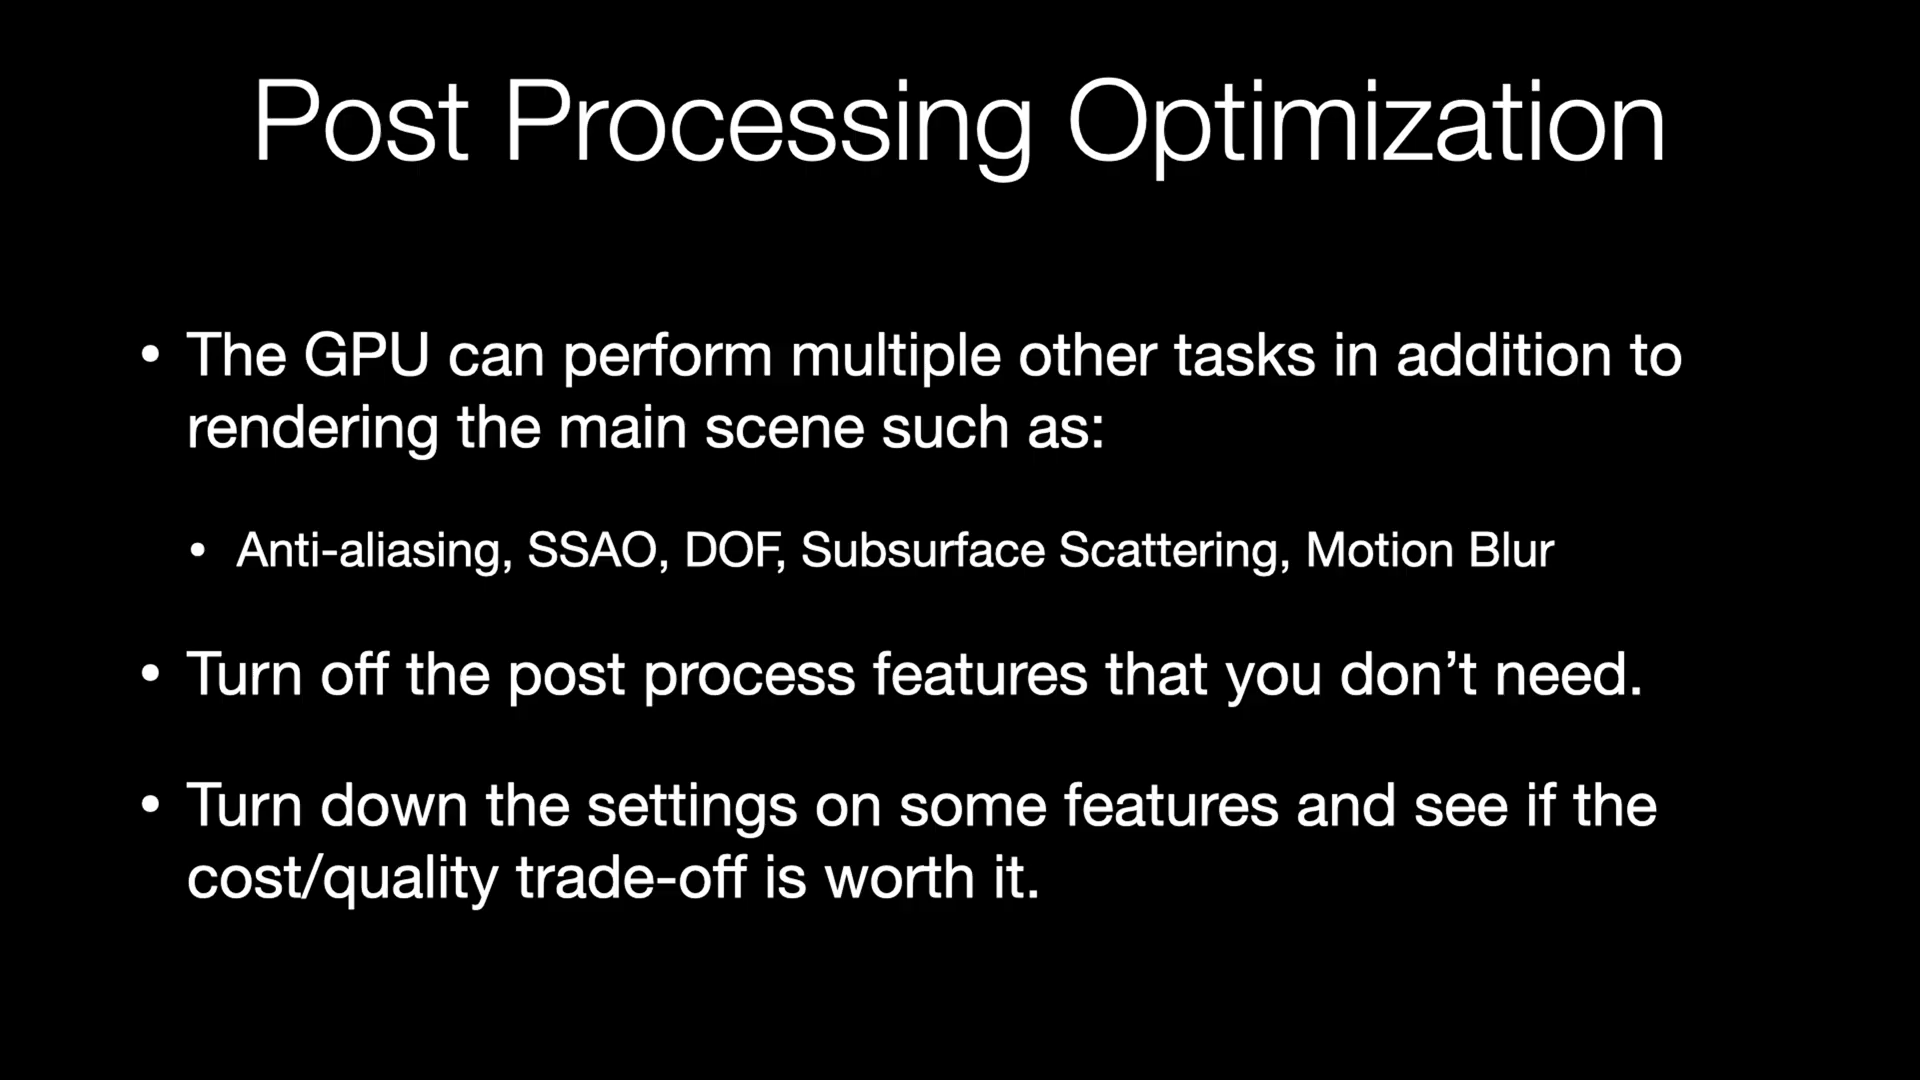 Post Processing Optimization
• The GPU can perform multiple other tasks in addition to
rendering the main scene such as:
• Anti-aliasing, SSAO, DOF, Subsurface Scattering, Motion Blur
• Turn off the post process features that you don’t need.
• Turn down the settings on some features and see if the
cost/quality trade-off is worth it.